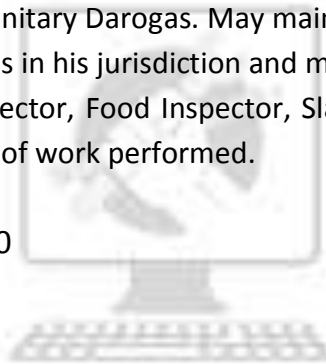 nitary Darogas. May main
s in his jurisdiction and m
ector, Food Inspector, Sla
of work performed.
0